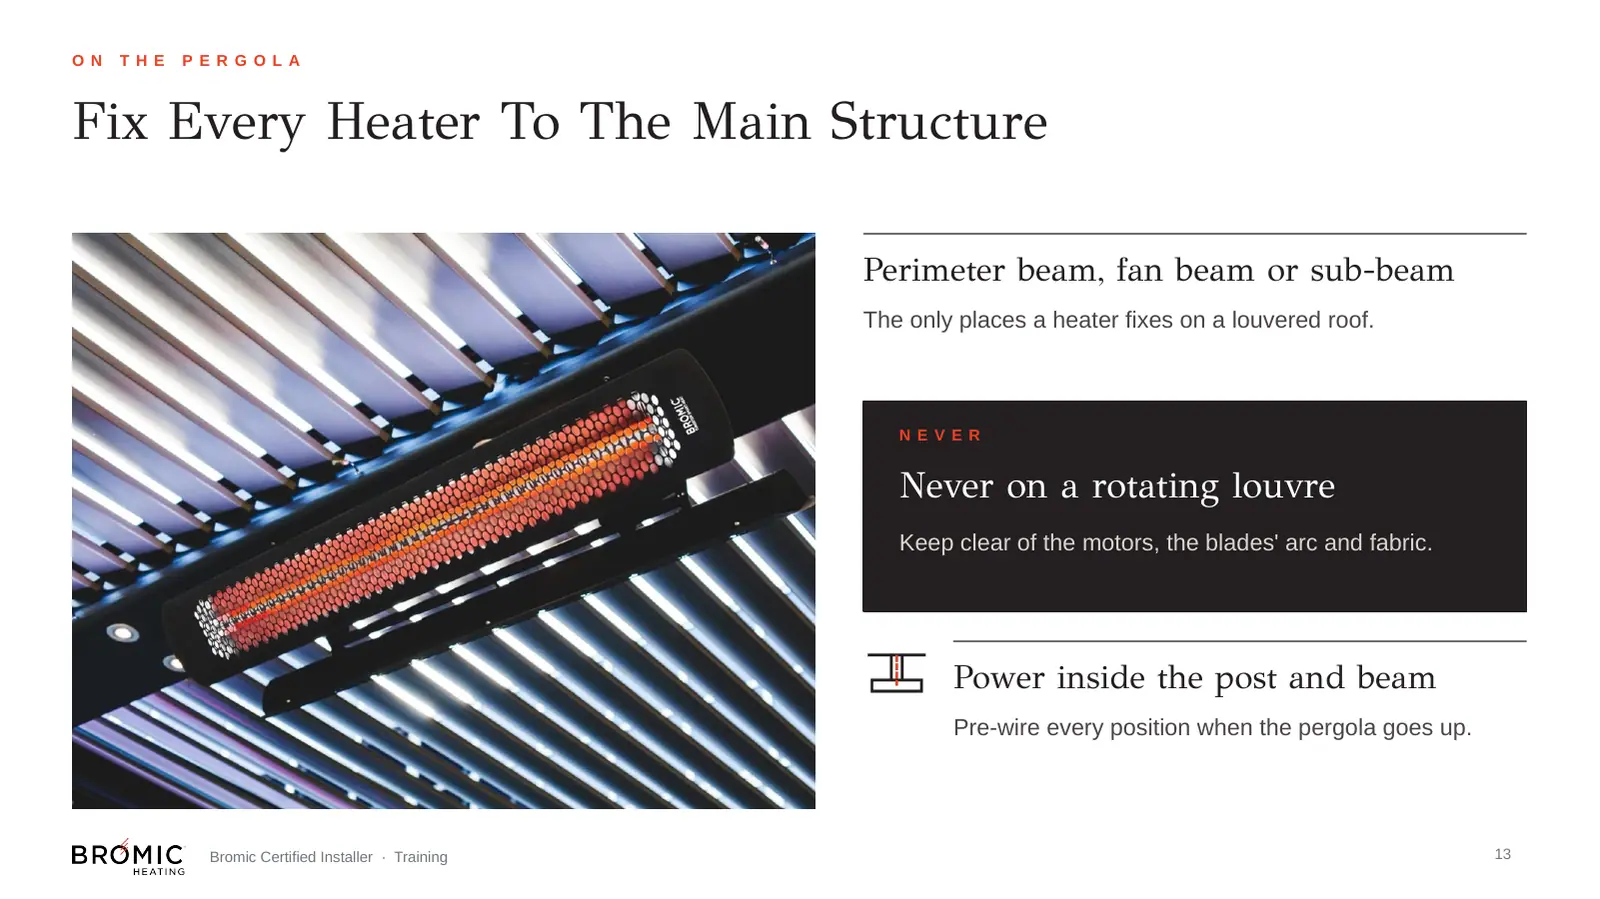 ON THE PERGOLA
Fix Every Heater To The Main Structure
BROMIC
Perimeter beam, fan beam or sub-beam
The only places a heater fixes on a louvered roof.
NEVER
Never on a rotating louvre
Keep clear of the motors, the blades' arc and fabric.
Power inside the post and beam
Pre-wire every position when the pergola goes up.
BROMIC
HEATING
Bromic Certified Installer · Training
13